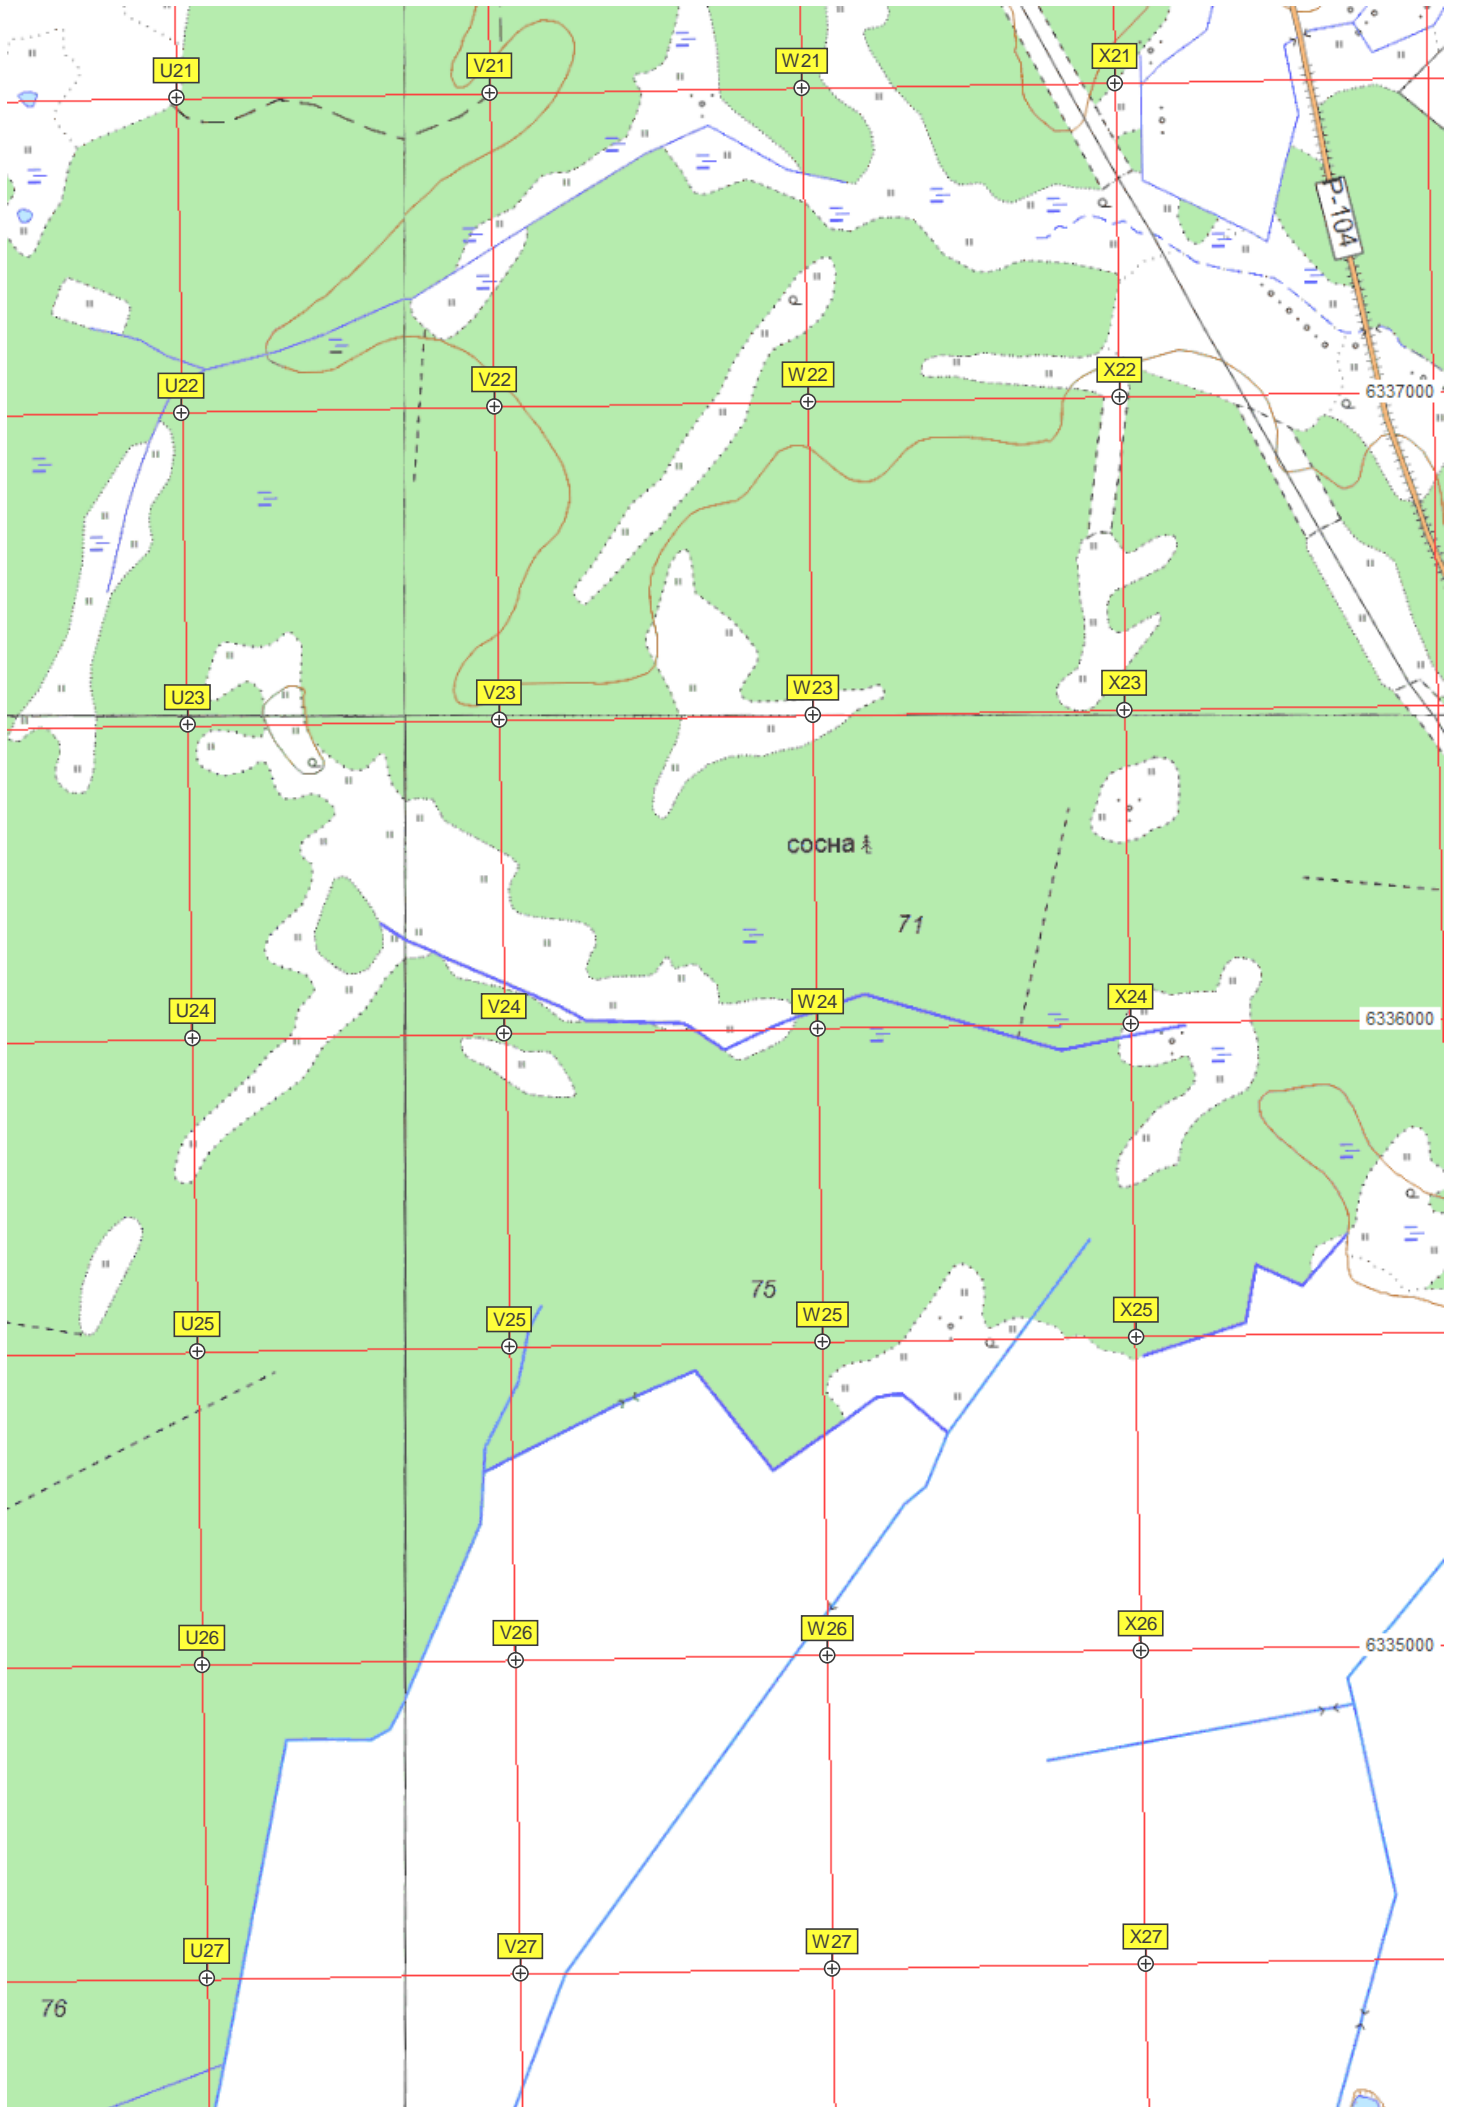 U21 V21 W21 X21
P-104
U22 V22 W22 X22 6337000
U23 V23 W23 X23
сосна
71
U24 V24 W24 X24 6336000
75
U25 V25 W25 X25
U26 V26 W26 X26 6335000
U27 V27 W27 X27
76